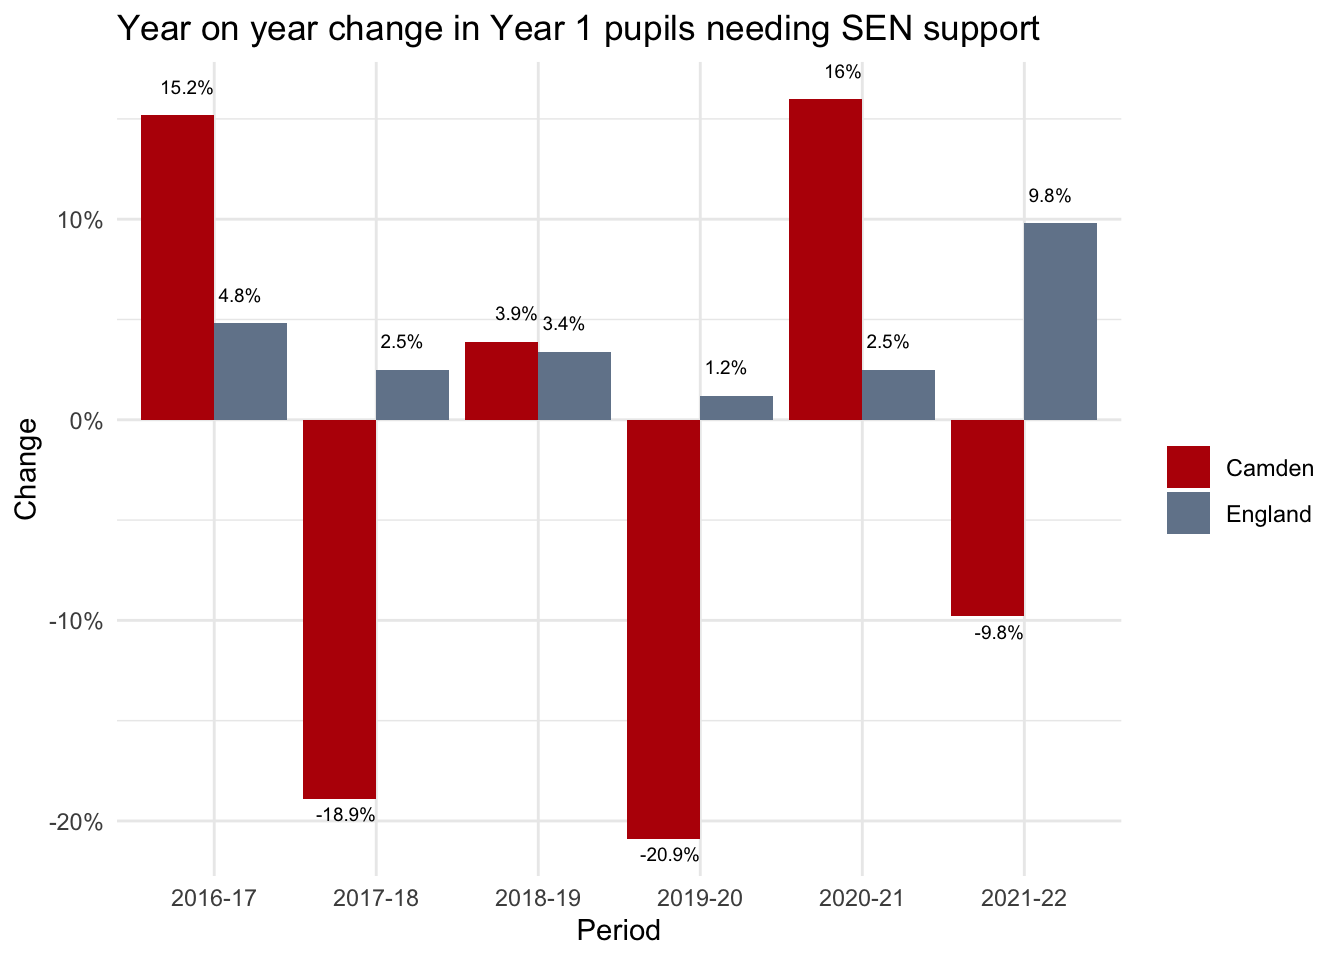 Year on year change in Year 1 pupils needing SEN support
15.2%
4.8%
-18.9%
2.5%
3.9%
3.4%
-20.9%
1.2%
16%
2.5%
-9.8%
9.8%
10%
0%
-10%
-20%
Change
2016-17 2017-18 2018-19 2019-20 2020-21 2021-22
Period
Camden
England